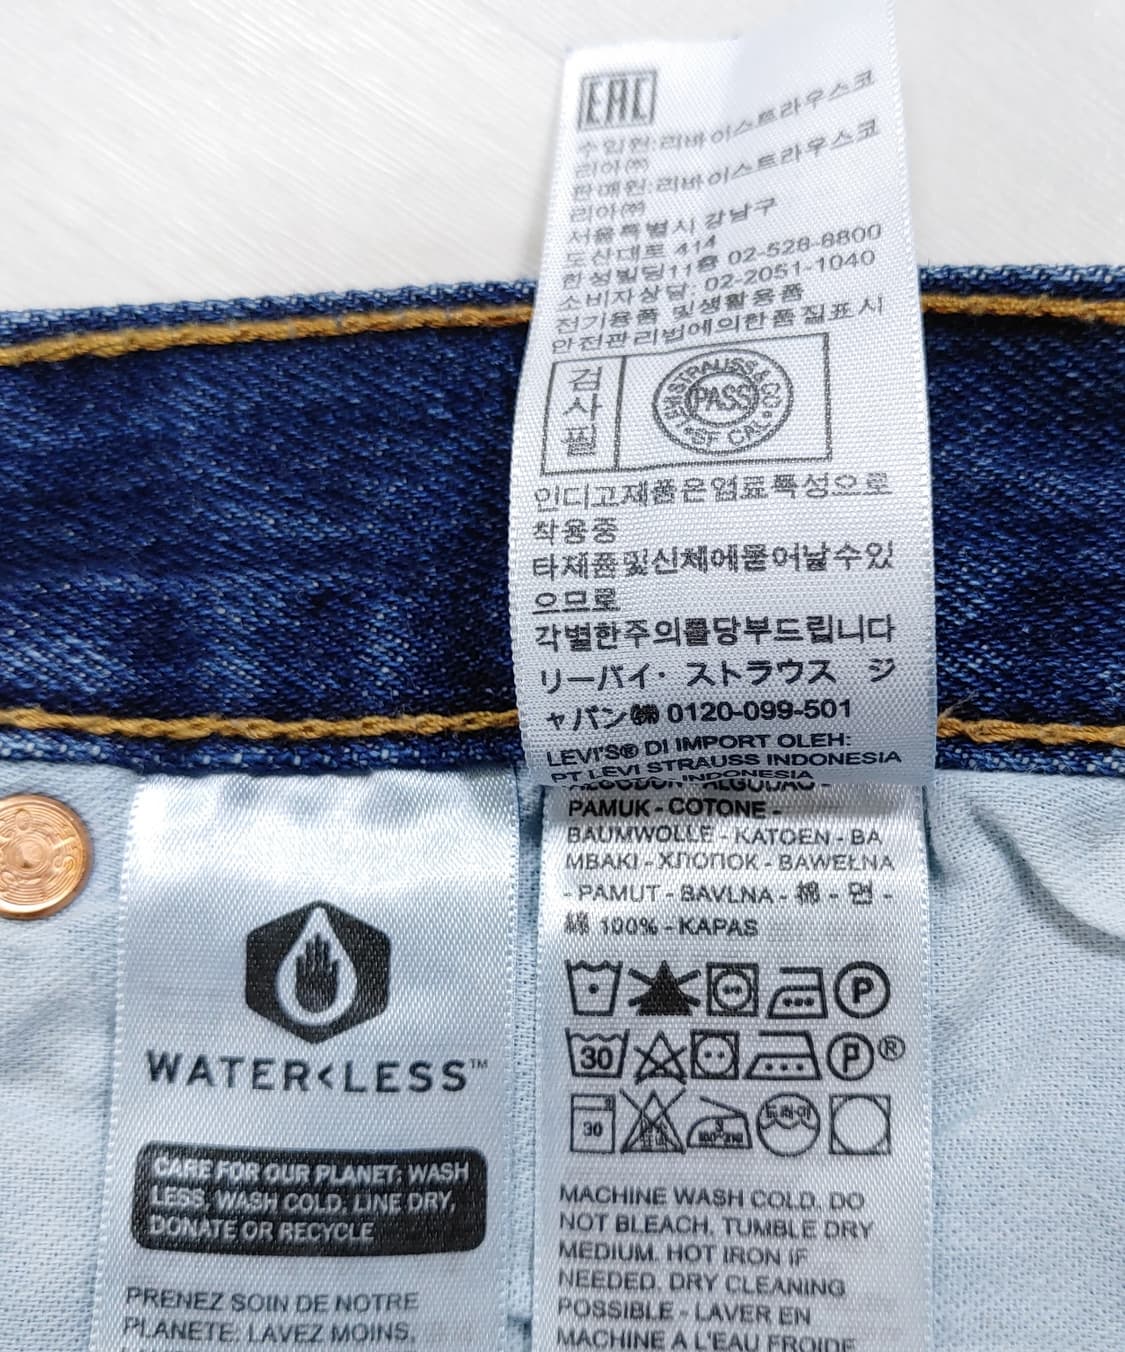 EAC
수입원:리바이스트라우스코
리아㈜
판매원:리바이스트라우스코
리아㈜
서울특별시 강남구
도산대로 414
한성빌딩11층 02-528-8800
소비자상담: 02-2051-1040
전기용품 및생활용품
안전관리법에의한품질표시
검
사
필
LEVI STRAUSS & CO
PASS
SF CAL
인디고제품은염료특성으로
착용중
타제품및신체에물어날수있
으므로
각별한주의를당부드립니다
リーバイ・ストラウス ジ
ャパン㈱ 0120-099-501
LEVI'S® DI IMPORT OLEH:
PT LEVI STRAUSS INDONESIA
INDONESIA
ALGODON - ALGODAO -
PAMUK - COTONE -
BAUMWOLLE - KATOEN - BA
MBAKI - ХЛОПОК - BAWEŁNA
- PAMUT - BAVLNA - 棉 - 면 -
綿 100% - KAPAS
P
30
P ®
30
드라이
MACHINE WASH COLD. DO
NOT BLEACH. TUMBLE DRY
MEDIUM. HOT IRON IF
NEEDED. DRY CLEANING
POSSIBLE - LAVER EN
MACHINE A L'EAU FROIDE
WATER<LESS™
CARE FOR OUR PLANET: WASH
LESS, WASH COLD, LINE DRY,
DONATE OR RECYCLE
PRENEZ SOIN DE NOTRE
PLANETE: LAVEZ MOINS,